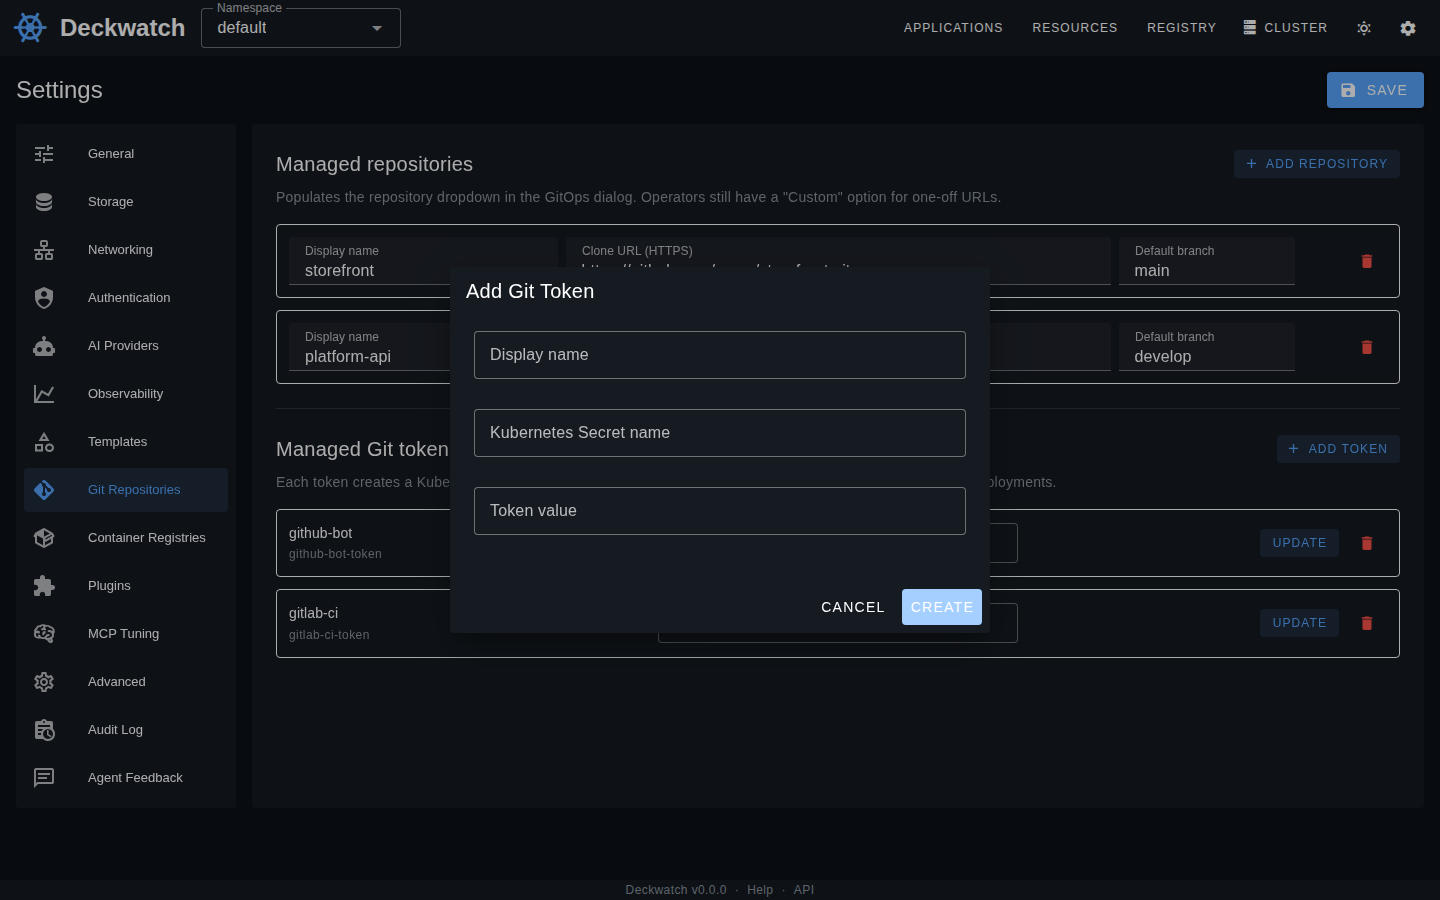 Deckwatch
Namespace
default
APPLICATIONS
RESOURCES
REGISTRY
CLUSTER
Settings
SAVE
General
Storage
Networking
Authentication
AI Providers
Observability
Templates
Git Repositories
Container Registries
Plugins
MCP Tuning
Advanced
Audit Log
Agent Feedback
Managed repositories
ADD REPOSITORY
Populates the repository dropdown in the GitOps dialog. Operators still have a "Custom" option for one-off URLs.
Display name
storefront
Clone URL (HTTPS)
Default branch
main
Display name
platform-api
Default branch
develop
Managed Git token
ADD TOKEN
Each token creates a Kube
ployments.
github-bot
github-bot-token
UPDATE
gitlab-ci
gitlab-ci-token
UPDATE
Add Git Token
Display name
Kubernetes Secret name
Token value
CANCEL
CREATE
Deckwatch v0.0.0 · Help · API